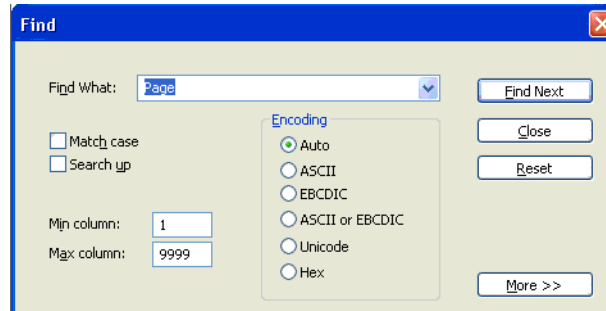 Find
Find What: Page
Find Next
Encoding
Match case
Auto
Close
Search up
ASCII
Reset
EBCDIC
Min column: 1
ASCII or EBCDIC
Max column: 9999
Unicode
Hex
More >>